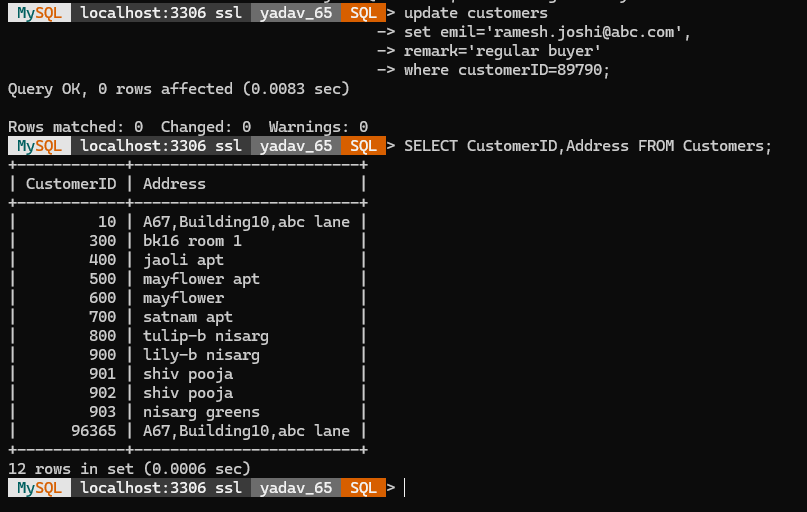 MySQL localhost:3306 ssl yadav_65 SQL > update customers
-> set emil='ramesh.joshi@abc.com',
-> remark='regular buyer'
-> where customerID=89790;
Query OK, 0 rows affected (0.0083 sec)

Rows matched: 0  Changed: 0  Warnings: 0
MySQL localhost:3306 ssl yadav_65 SQL > SELECT CustomerID,Address FROM Customers;
+------------+-------------------------+
| CustomerID | Address                 |
+------------+-------------------------+
|         10 | A67,Building10,abc lane |
|        300 | bk16 room 1             |
|        400 | jaoli apt               |
|        500 | mayflower apt           |
|        600 | mayflower               |
|        700 | satnam apt              |
|        800 | tulip-b nisarg          |
|        900 | lily-b nisarg           |
|        901 | shiv pooja              |
|        902 | shiv pooja              |
|        903 | nisarg greens           |
|      96365 | A67,Building10,abc lane |
+------------+-------------------------+
12 rows in set (0.0006 sec)
MySQL localhost:3306 ssl yadav_65 SQL >